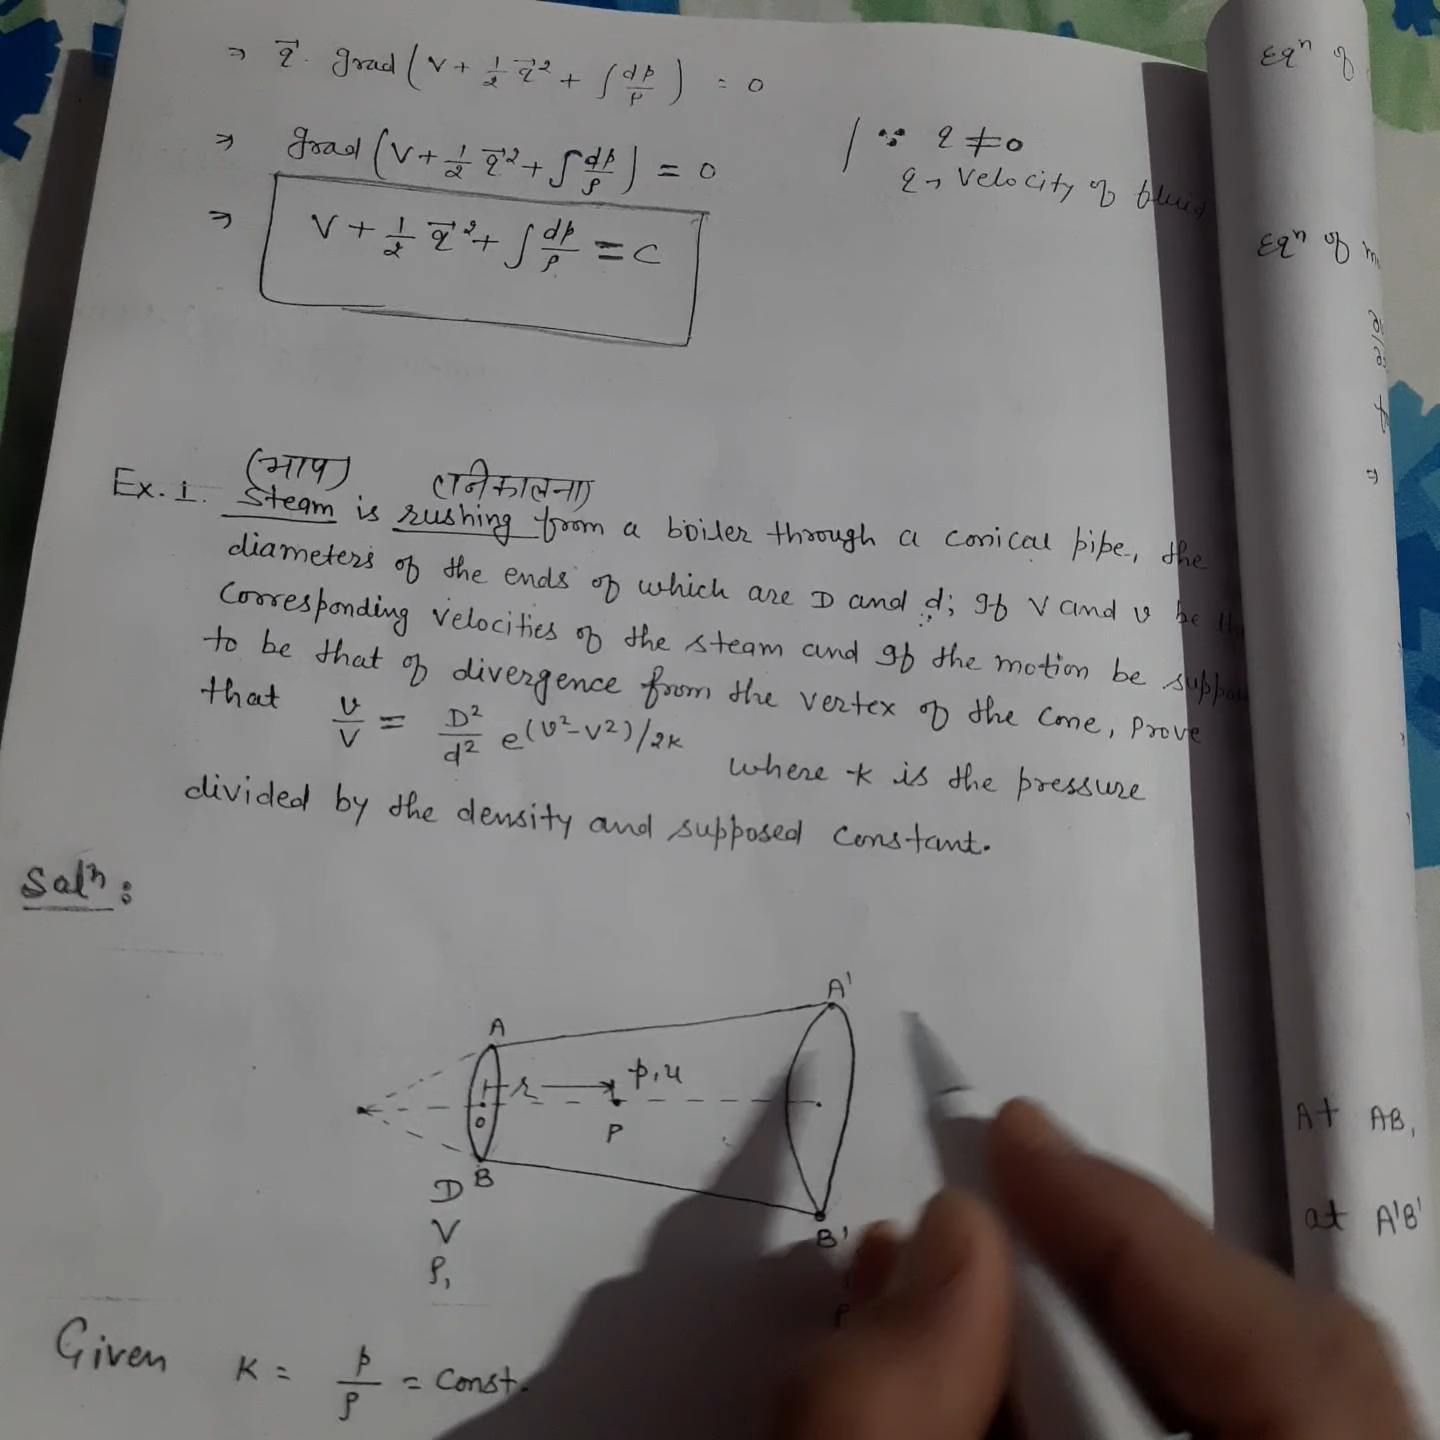 ⇒ q⃗. grad (V + 1/2 q⃗² + ∫ dp/ρ) = 0
⇒ grad (V + 1/2 q⃗² + ∫ dp/ρ) = 0 / ∵ q ≠ 0
q → velocity of fluid
⇒ V + 1/2 q⃗² + ∫ dp/ρ = C
(भाप) (निकालना)
Ex. 1. Steam is rushing from a boiler through a conical pipe, the
diameters of the ends of which are D and d; If V and v be
corresponding velocities of the steam and If the motion be
to be that of divergence from the vertex of the cone, prove
that v/V = D²/d² e(v²-V²)/2K where k is the pressure
divided by the density and supposed constant.
Solⁿ:
A A'
r p, u
O P
B B'
D
V
ρ₁
Given K = p/ρ = Const.
Eqⁿ of
Eqⁿ of
⇒
At AB,
at A'B'